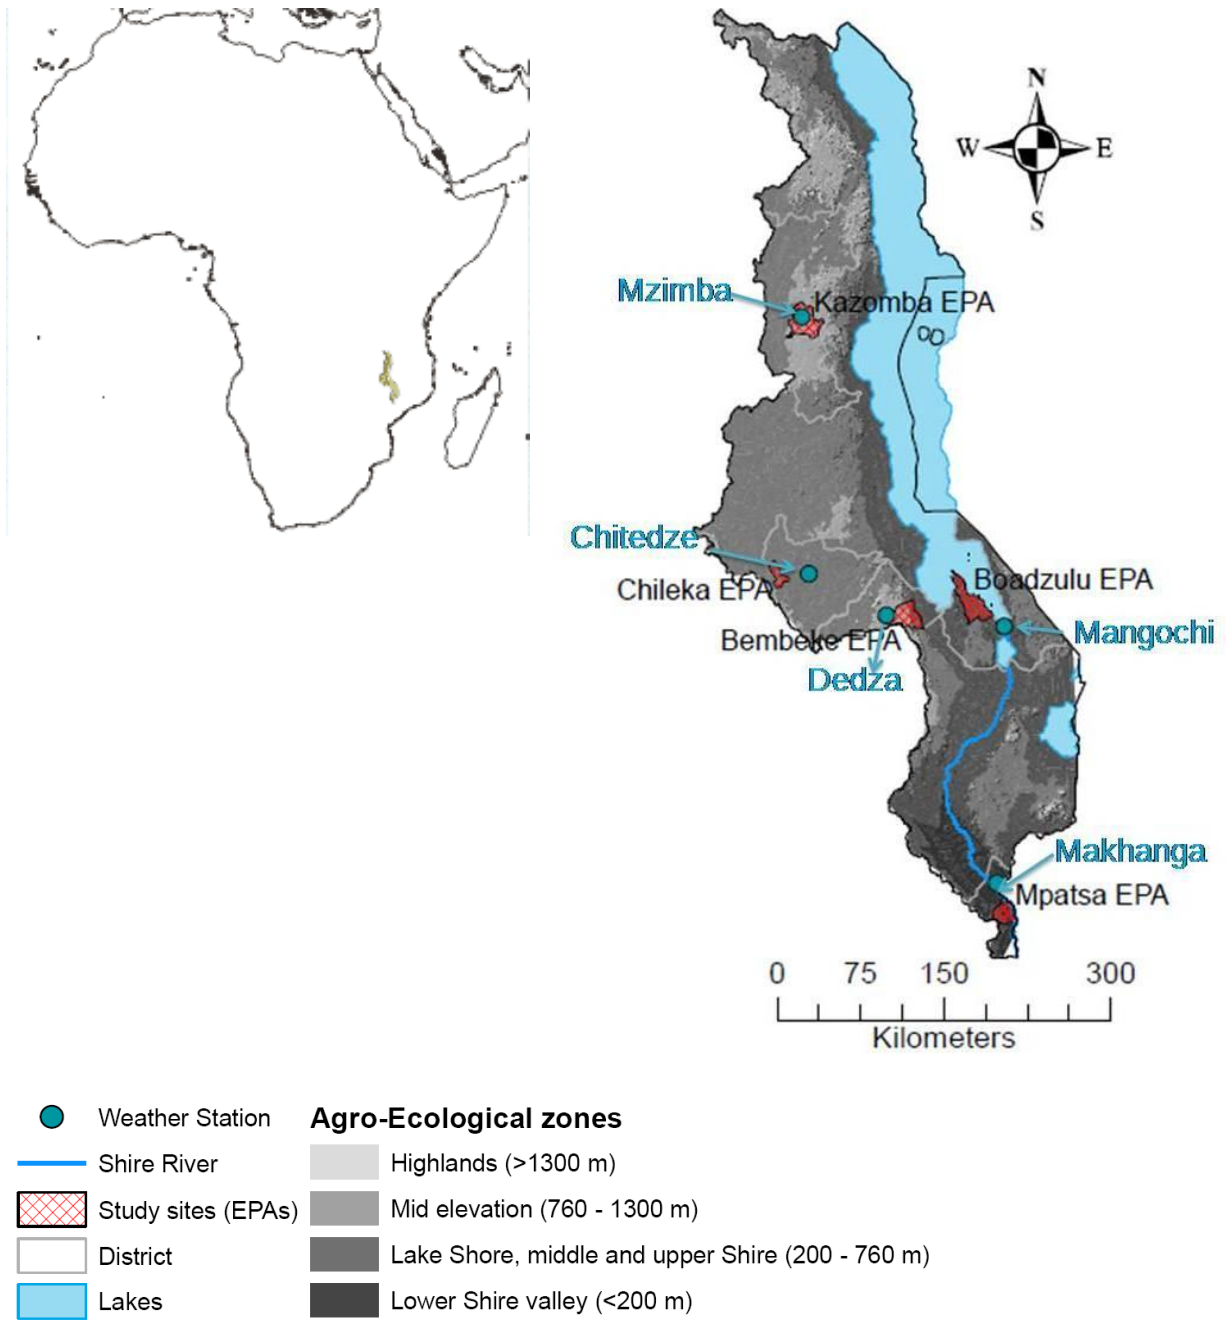 N
W E
S
Mzimba
Kazomba EPA
Chitedze
Chileka EPA
Boadzulu EPA
Bembeke EPA
Mangochi
Dedza
Makhanga
Mpatsa EPA
0 75 150 300
Kilometers
Weather Station
Shire River
Study sites (EPAs)
District
Lakes
Agro-Ecological zones
Highlands (>1300 m)
Mid elevation (760 - 1300 m)
Lake Shore, middle and upper Shire (200 - 760 m)
Lower Shire valley (<200 m)